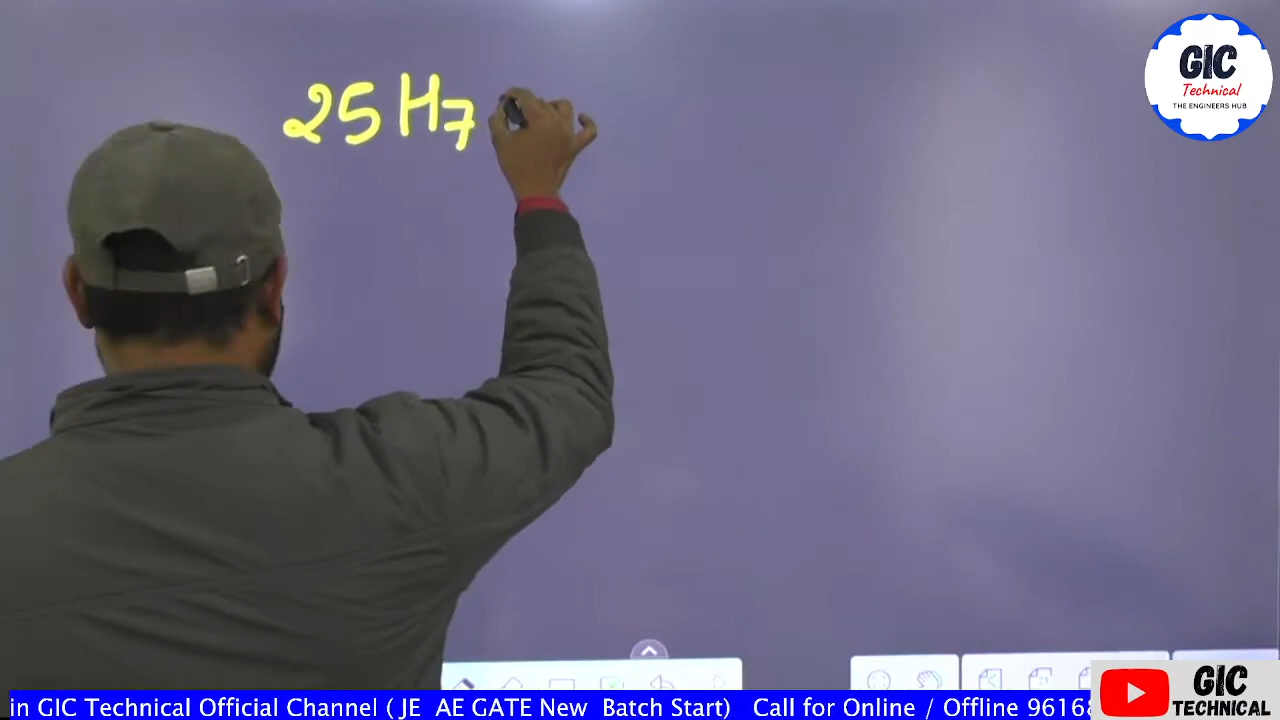 25 H7
GIC
Technical
THE ENGINEERS HUB
in GIC Technical Official Channel ( JE AE GATE New Batch Start) Call for Online / Offline 9616
GIC
TECHNICAL